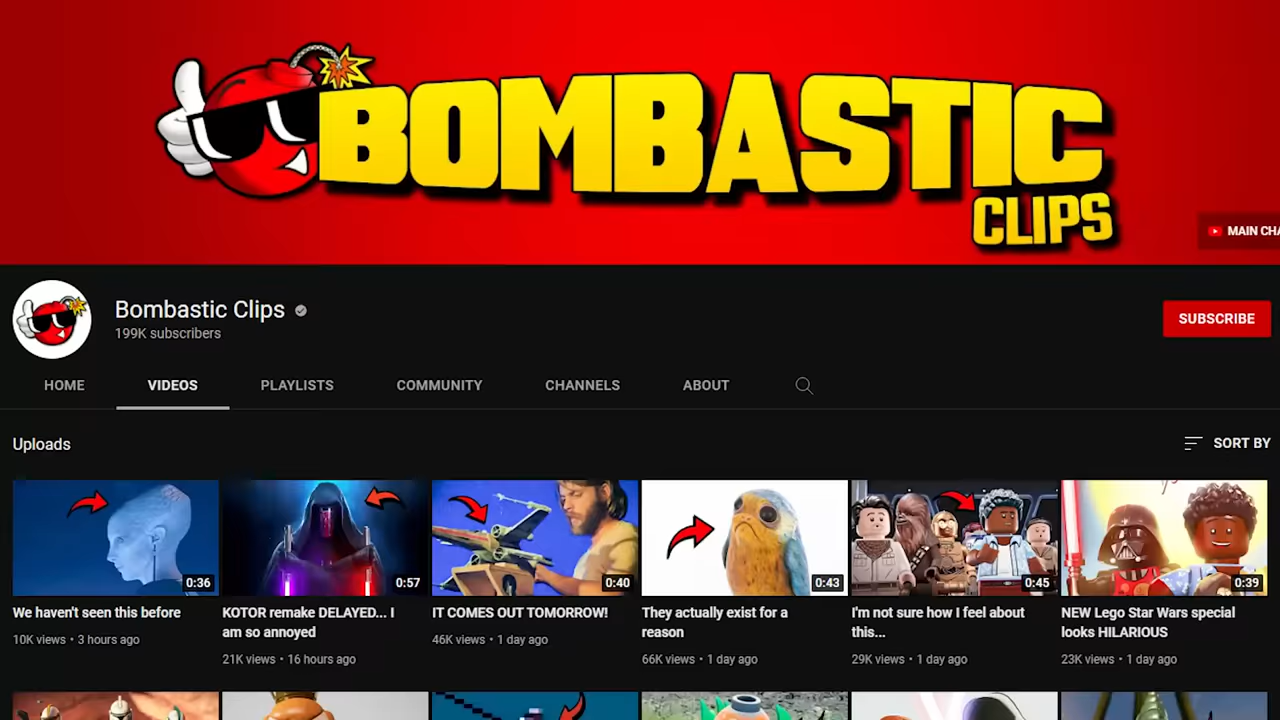 BOMBASTIC
CLIPS
MAIN CHA
Bombastic Clips
199K subscribers
SUBSCRIBE
HOME VIDEOS PLAYLISTS COMMUNITY CHANNELS ABOUT
Uploads
SORT BY
0:36 0:57 0:40 0:43 0:45 0:39
We haven't seen this before
10K views • 3 hours ago
KOTOR remake DELAYED... I
am so annoyed
21K views • 16 hours ago
IT COMES OUT TOMORROW!
46K views • 1 day ago
They actually exist for a
reason
66K views • 1 day ago
I'm not sure how I feel about
this...
29K views • 1 day ago
NEW Lego Star Wars special
looks HILARIOUS
23K views • 1 day ago